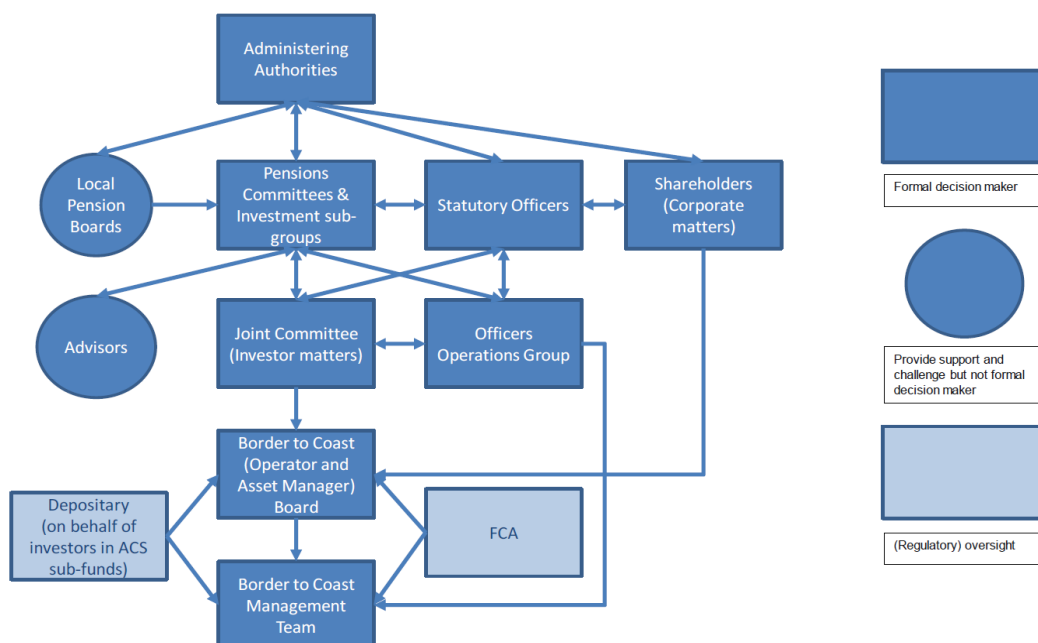 Administering
Authorities
Local
Pension
Boards
Pensions
Committees &
Investment sub-
groups
Statutory Officers
Shareholders
(Corporate
matters)
Advisors
Joint Committee
(Investor matters)
Officers
Operations Group
Border to Coast
(Operator and
Asset Manager)
Board
Depositary
(on behalf of
investors in ACS
sub-funds)
FCA
Border to Coast
Management
Team
Formal decision maker
Provide support and
challenge but not formal
decision maker
(Regulatory) oversight